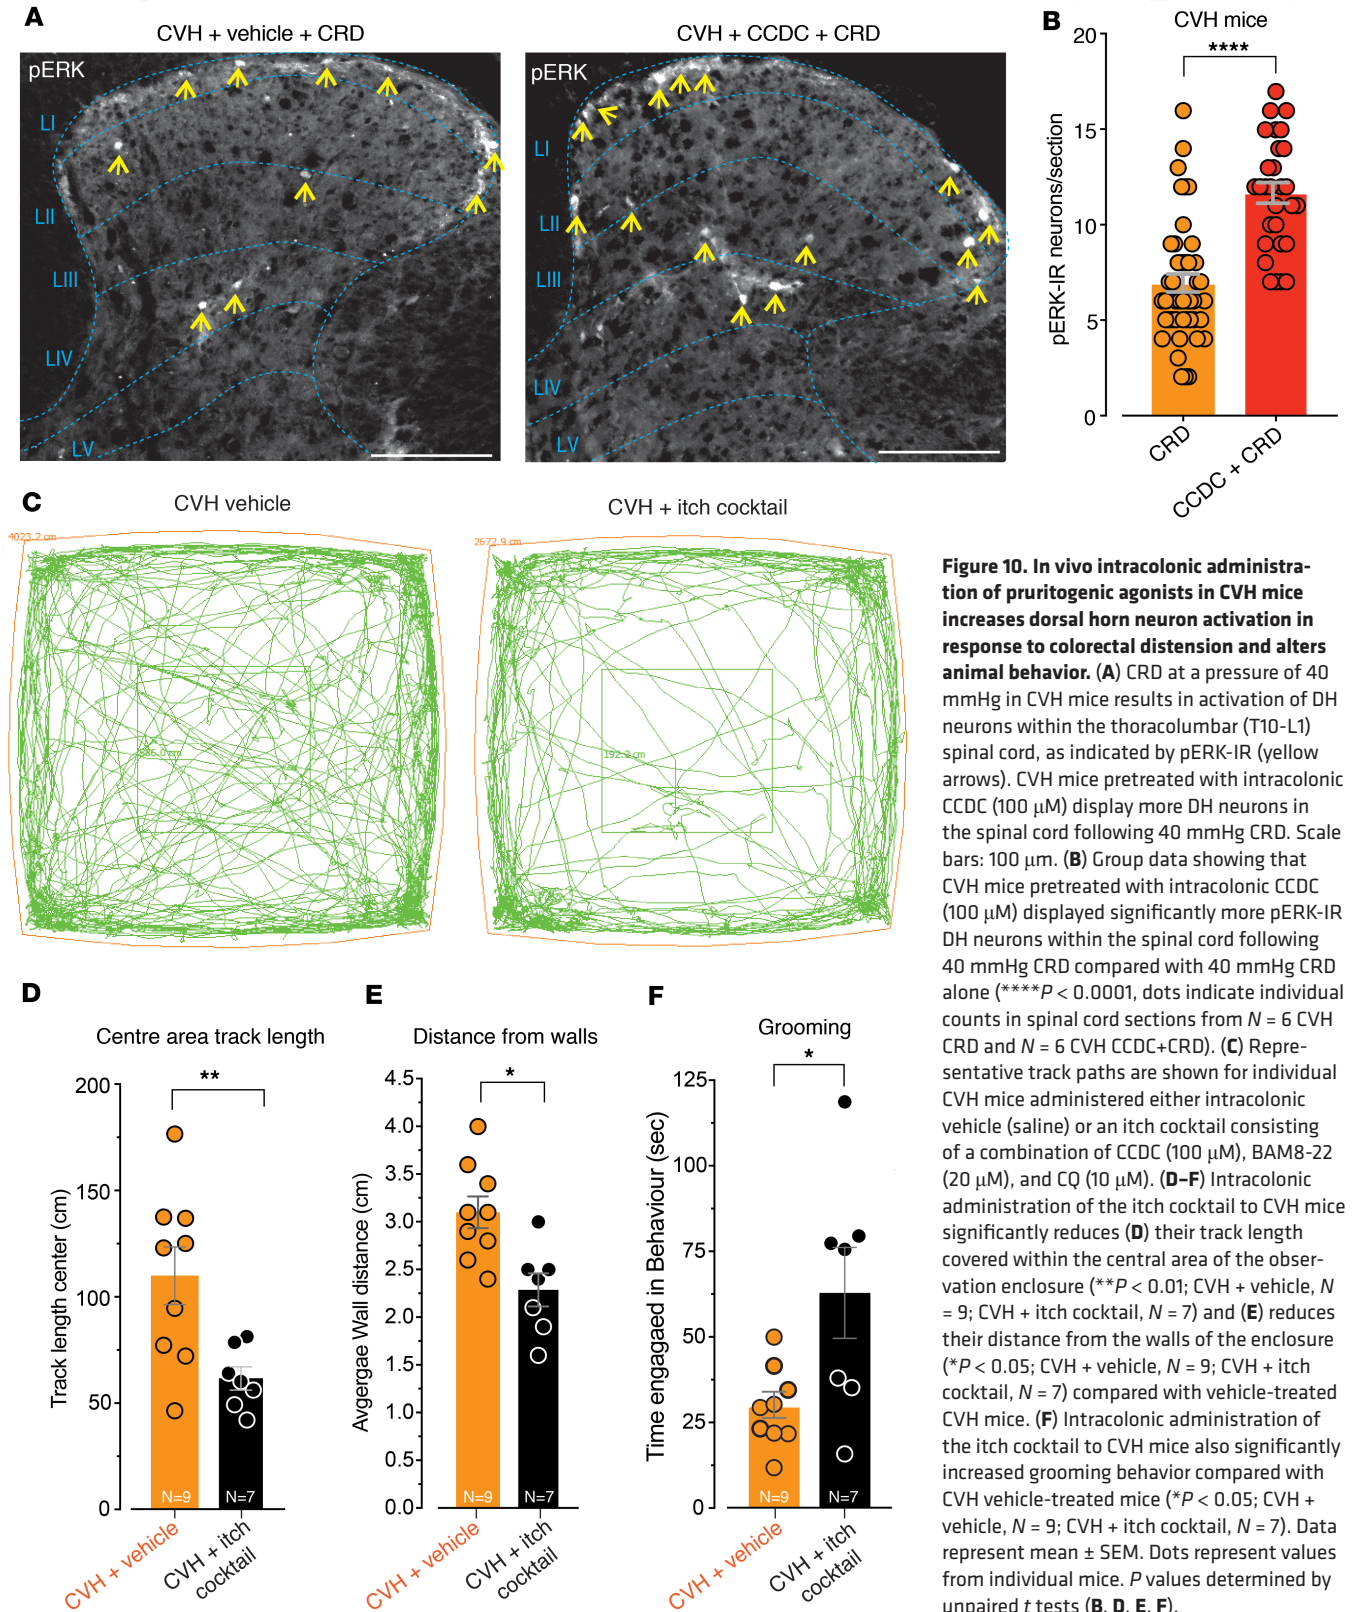 A
CVH + vehicle + CRD
CVH + CCDC + CRD
pERK
LI
LII
LIII
LIV
LV
pERK
LI
LII
LIII
LIV
LV
B
CVH mice
****
pERK-IR neurons/section
20
15
10
5
0
CRD
CCDC + CRD
C
CVH vehicle
CVH + itch cocktail
4023.2 cm
2672.9 cm
192.2 cm
D
Centre area track length
**
Track length center (cm)
200
150
100
50
0
N=9
N=7
CVH + vehicle
CVH + itch
cocktail
E
Distance from walls
*
Avgergae Wall distance (cm)
4.5
4.0
3.5
3.0
2.5
2.0
1.5
1.0
0.5
0.0
N=9
N=7
CVH + vehicle
CVH + itch
cocktail
F
Grooming
*
Time engagaed in Behaviour (sec)
125
100
75
50
25
0
N=9
N=7
CVH + vehicle
CVH + itch
cocktail
Figure 10. In vivo intracolonic administra-
tion of pruritogenic agonists in CVH mice
increases dorsal horn neuron activation in
response to colorectal distension and alters
animal behavior. (A) CRD at a pressure of 40
mmHg in CVH mice results in activation of DH
neurons within the thoracolumbar (T10-L1)
spinal cord, as indicated by pERK-IR (yellow
arrows). CVH mice pretreated with intracolonic
CCDC (100 μM) display more DH neurons in
the spinal cord following 40 mmHg CRD. Scale
bars: 100 μm. (B) Group data showing that
CVH mice pretreated with intracolonic CCDC
(100 μM) displayed significantly more pERK-IR
DH neurons within the spinal cord following
40 mmHg CRD compared with 40 mmHg CRD
alone (****P < 0.0001, dots indicate individual
counts in spinal cord sections from N = 6 CVH
CRD and N = 6 CVH CCDC+CRD). (C) Repre-
sentative track paths are shown for individual
CVH mice administered either intracolonic
vehicle (saline) or an itch cocktail consisting
of a combination of CCDC (100 μM), BAM8-22
(20 μM), and CQ (10 μM). (D–F) Intracolonic
administration of the itch cocktail to CVH mice
significantly reduces (D) their track length
covered within the central area of the obser-
vation enclosure (**P < 0.01; CVH + vehicle, N
= 9; CVH + itch cocktail, N = 7) and (E) reduces
their distance from the walls of the enclosure
(*P < 0.05; CVH + vehicle, N = 9; CVH + itch
cocktail, N = 7) compared with vehicle-treated
CVH mice. (F) Intracolonic administration of
the itch cocktail to CVH mice also significantly
increased grooming behavior compared with
CVH vehicle-treated mice (*P < 0.05; CVH +
vehicle, N = 9; CVH + itch cocktail, N = 7). Data
represent mean ± SEM. Dots represent values
from individual mice. P values determined by
unpaired t tests (B, D, E, F).